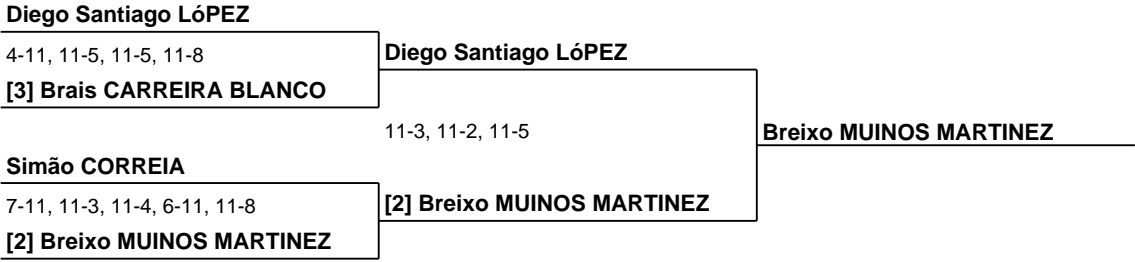 Diego Santiago LóPEZ
4-11, 11-5, 11-5, 11-8
Diego Santiago LóPEZ
[3] Brais CARREIRA BLANCO
11-3, 11-2, 11-5
Breixo MUINOS MARTINEZ
Simão CORREIA
7-11, 11-3, 11-4, 6-11, 11-8
[2] Breixo MUINOS MARTINEZ
[2] Breixo MUINOS MARTINEZ